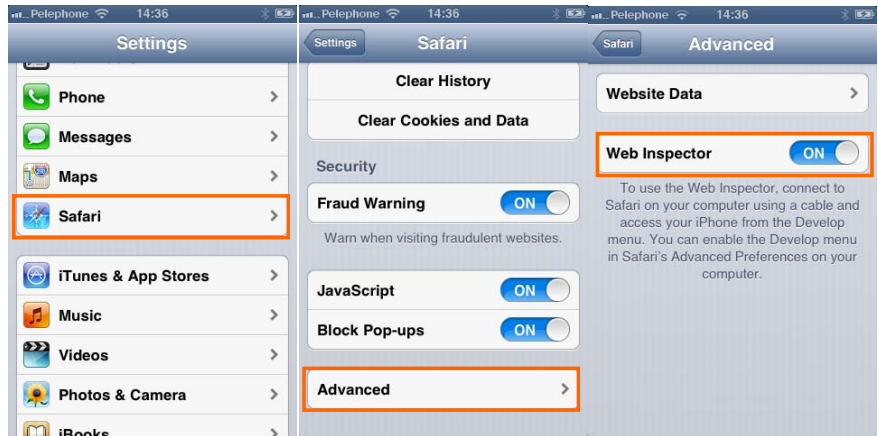 Pelephone 14:36
Settings
Phone
Messages
Maps
Safari
iTunes & App Stores
Music
Videos
Photos & Camera
iBooks
Pelephone 14:36
Settings
Safari
Clear History
Clear Cookies and Data
Security
Fraud Warning ON
Warn when visiting fraudulent websites.
JavaScript ON
Block Pop-ups ON
Advanced
Pelephone 14:36
Safari
Advanced
Website Data
Web Inspector ON
To use the Web Inspector, connect to
Safari on your computer using a cable and
access your iPhone from the Develop
menu. You can enable the Develop menu
in Safari's Advanced Preferences on your
computer.